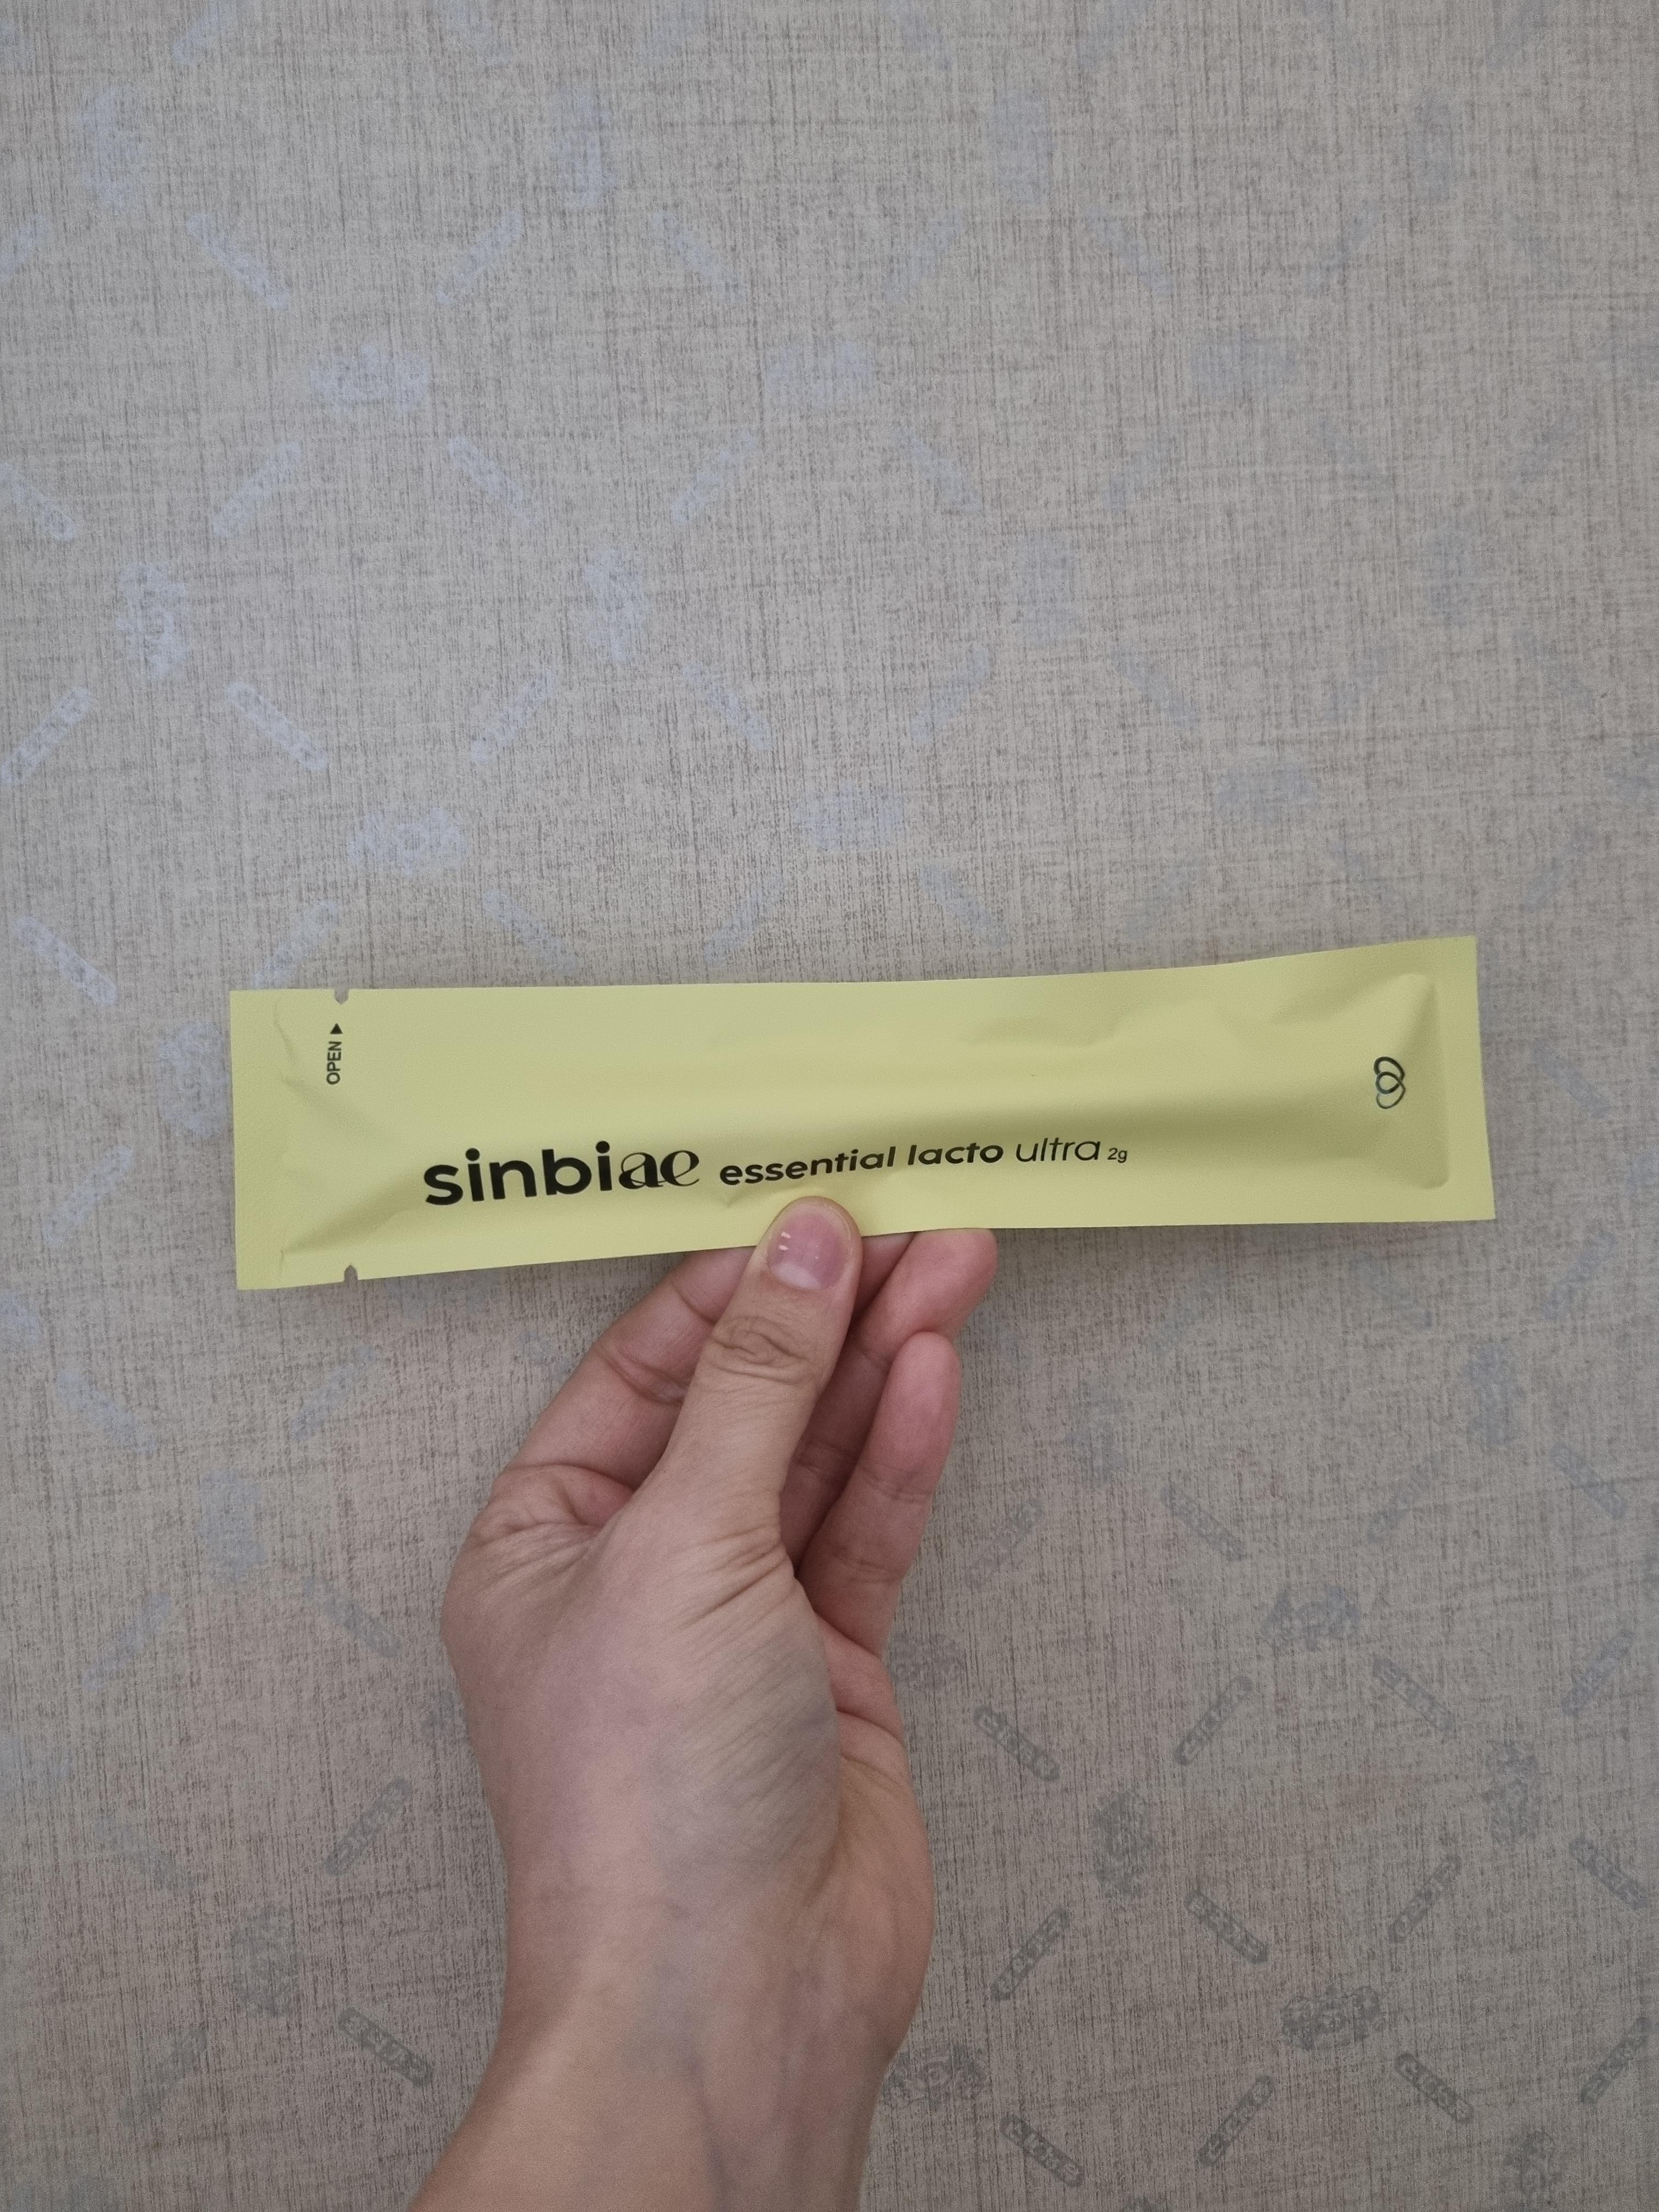 OPEN ▲
sinbiae essential lacto ultra 2g